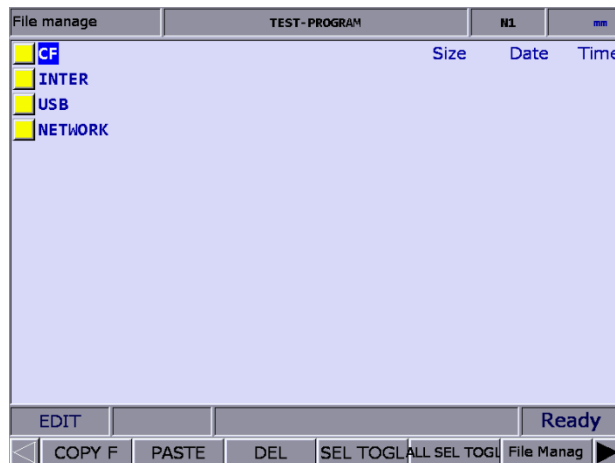 File manage TEST-PROGRAM N1 mm
CF Size Date Time
INTER
USB
NETWORK
EDIT Ready
COPY F PASTE DEL SEL TOGL ALL SEL TOGL File Manag